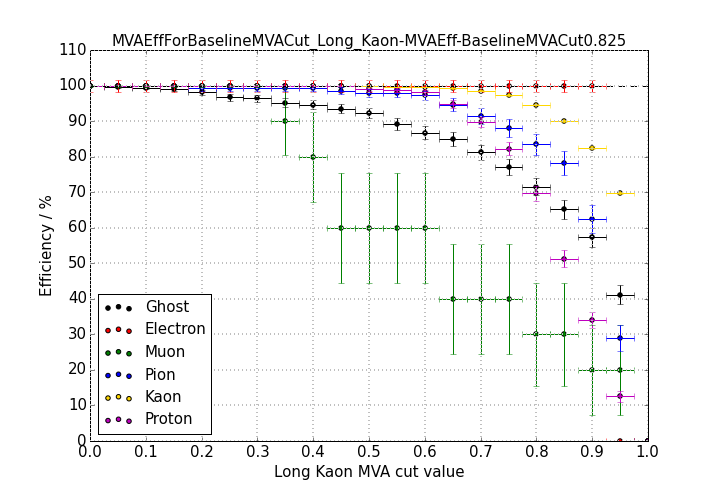 MVAEffForBaselineMVACut_Long_Kaon-MVAEff-BaselineMVACut0.825
110
100
90
80
70
60
50
40
30
20
10
0
Efficiency / %
Ghost
Electron
Muon
Pion
Kaon
Proton
0.0 0.1 0.2 0.3 0.4 0.5 0.6 0.7 0.8 0.9 1.0
Long Kaon MVA cut value